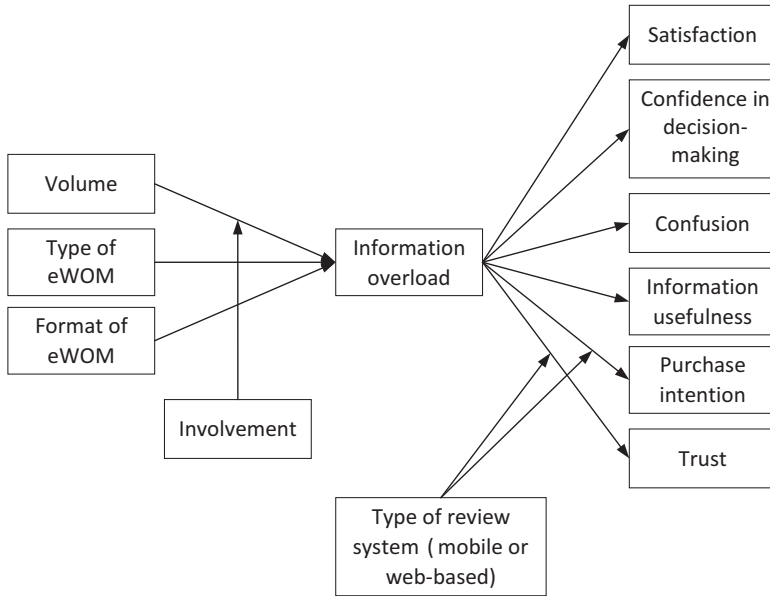 Volume
Type of
eWOM
Format of
eWOM
Involvement
Information
overload
Type of review
system ( mobile or
web-based)
Satisfaction
Confidence in
decision-
making
Confusion
Information
usefulness
Purchase
intention
Trust